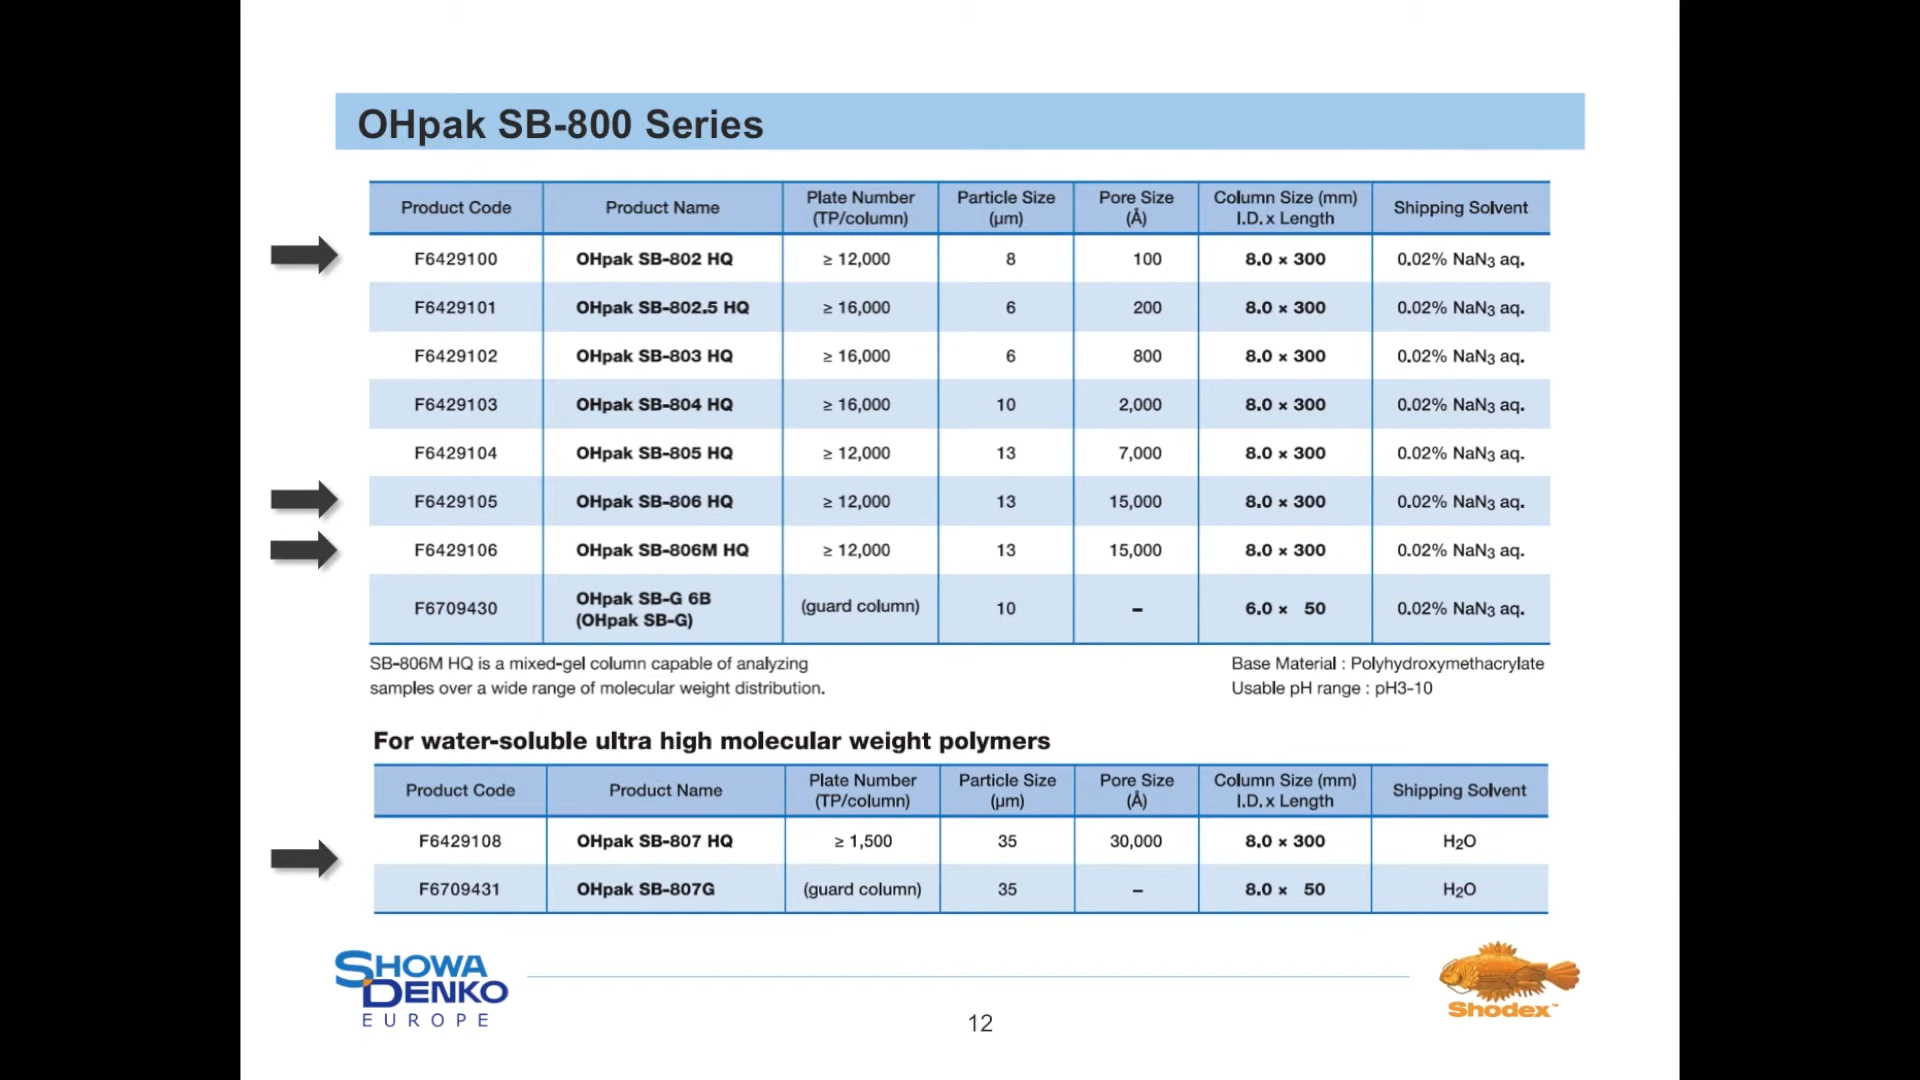 OHpak SB-800 Series
Product Code Product Name Plate Number (TP/column) Particle Size (μm) Pore Size (Å) Column Size (mm) I.D. x Length Shipping Solvent
F6429100 OHpak SB-802 HQ ≥ 12,000 8 100 8.0 × 300 0.02% NaN₃ aq.
F6429101 OHpak SB-802.5 HQ ≥ 16,000 6 200 8.0 × 300 0.02% NaN₃ aq.
F6429102 OHpak SB-803 HQ ≥ 16,000 6 800 8.0 × 300 0.02% NaN₃ aq.
F6429103 OHpak SB-804 HQ ≥ 16,000 10 2,000 8.0 × 300 0.02% NaN₃ aq.
F6429104 OHpak SB-805 HQ ≥ 12,000 13 7,000 8.0 × 300 0.02% NaN₃ aq.
F6429105 OHpak SB-806 HQ ≥ 12,000 13 15,000 8.0 × 300 0.02% NaN₃ aq.
F6429106 OHpak SB-806M HQ ≥ 12,000 13 15,000 8.0 × 300 0.02% NaN₃ aq.
F6709430 OHpak SB-G 6B (OHpak SB-G) (guard column) 10 – 6.0 × 50 0.02% NaN₃ aq.
SB-806M HQ is a mixed-gel column capable of analyzing
samples over a wide range of molecular weight distribution.
Base Material : Polyhydroxymethacrylate
Usable pH range : pH3-10
For water-soluble ultra high molecular weight polymers
Product Code Product Name Plate Number (TP/column) Particle Size (μm) Pore Size (Å) Column Size (mm) I.D. x Length Shipping Solvent
F6429108 OHpak SB-807 HQ ≥ 1,500 35 30,000 8.0 × 300 H₂O
F6709431 OHpak SB-807G (guard column) 35 – 8.0 × 50 H₂O
SHOWA
DENKO
EUROPE
12
Shodex™